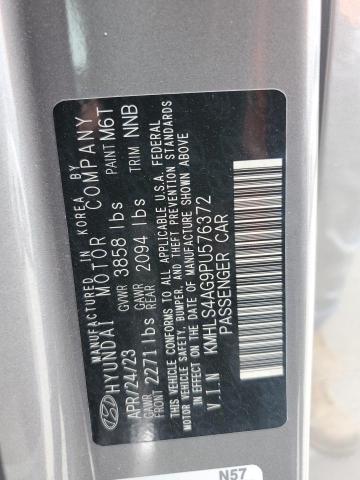 MANUFACTURED IN KOREA BY
HYUNDAI MOTOR COMPANY
APR/24/23 GVWR 3858 lbs PAINT M6T
GAWR FRONT 2271 lbs GAWR REAR 2094 lbs TRIM NNB
THIS VEHICLE CONFORMS TO ALL APPLICABLE U.S.A. FEDERAL
MOTOR VEHICLE SAFETY, BUMPER, AND THEFT PREVENTION STANDARDS
IN EFFECT ON THE DATE OF MANUFACTURE SHOWN ABOVE
V.I.N KMHLS4AG9PU576372
PASSENGER CAR
N57